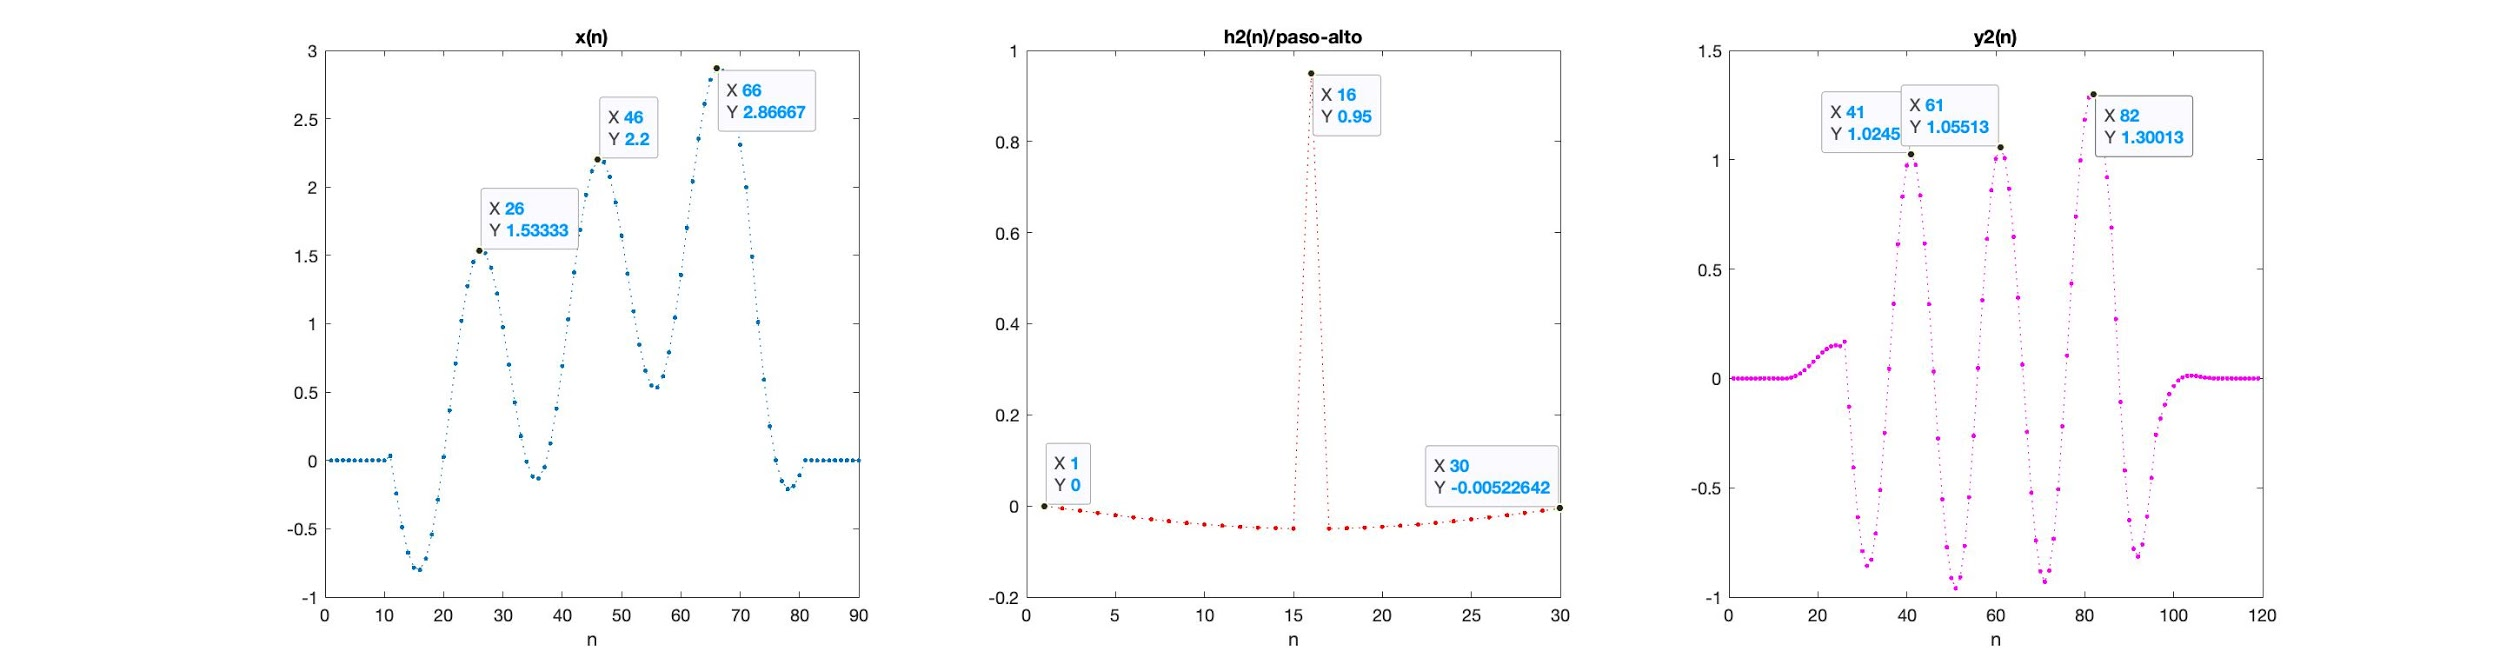 x(n)
3
2.5
2
1.5
1
0.5
0
-0.5
-1
0 10 20 30 40 50 60 70 80 90
n
X 26
Y 1.53333
X 46
Y 2.2
X 66
Y 2.86667
h2(n)/paso-alto
1
0.8
0.6
0.4
0.2
0
-0.2
0 5 10 15 20 25 30
n
X 1
Y 0
X 16
Y 0.95
X 30
Y -0.00522642
y2(n)
1.5
1
0.5
0
-0.5
-1
0 20 40 60 80 100 120
n
X 41
Y 1.0245
X 61
Y 1.05513
X 82
Y 1.30013